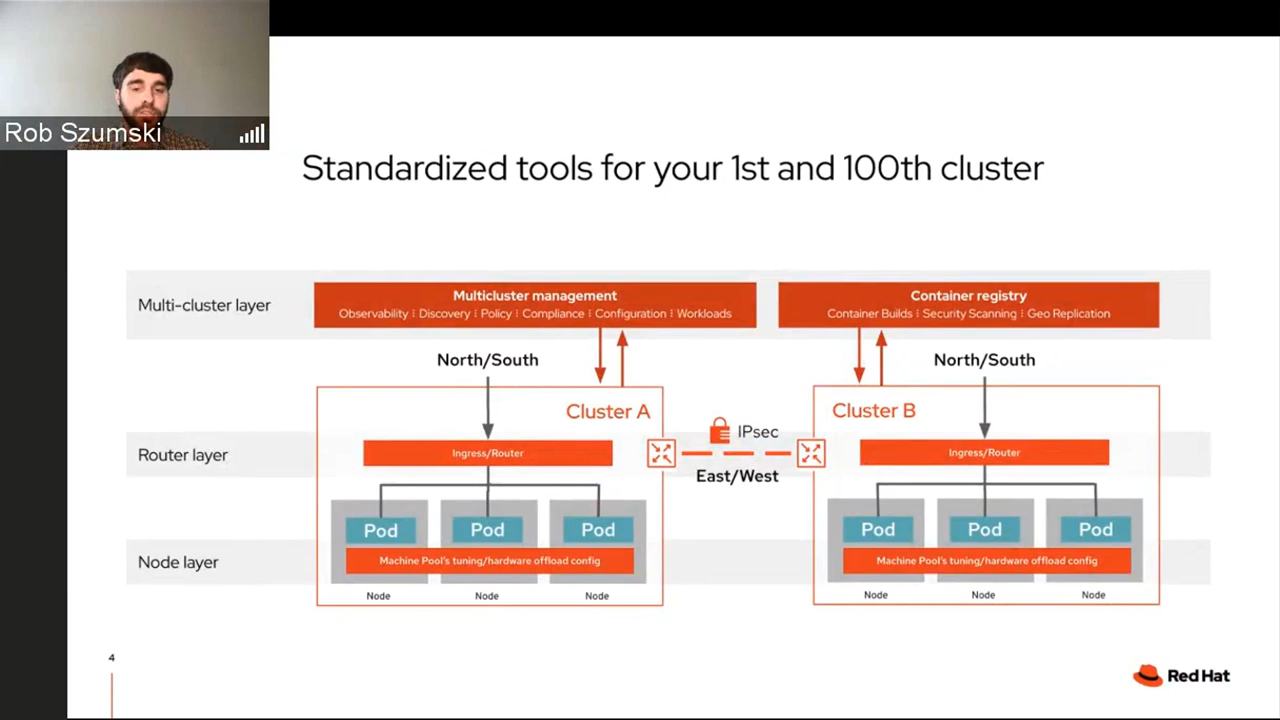 Rob Szumski
Standardized tools for your 1st and 100th cluster
Multi-cluster layer
Multicluster management
Observability ⁝ Discovery ⁝ Policy ⁝ Compliance ⁝ Configuration ⁝ Workloads
Container registry
Container Builds ⁝ Security Scanning ⁝ Geo Replication
North/South
North/South
Cluster A
Cluster B
IPsec
East/West
Router layer
Ingress/Router
Ingress/Router
Pod
Pod
Pod
Pod
Pod
Pod
Node layer
Machine Pool's tuning/hardware offload config
Machine Pool's tuning/hardware offload config
Node
Node
Node
Node
Node
Node
4
Red Hat